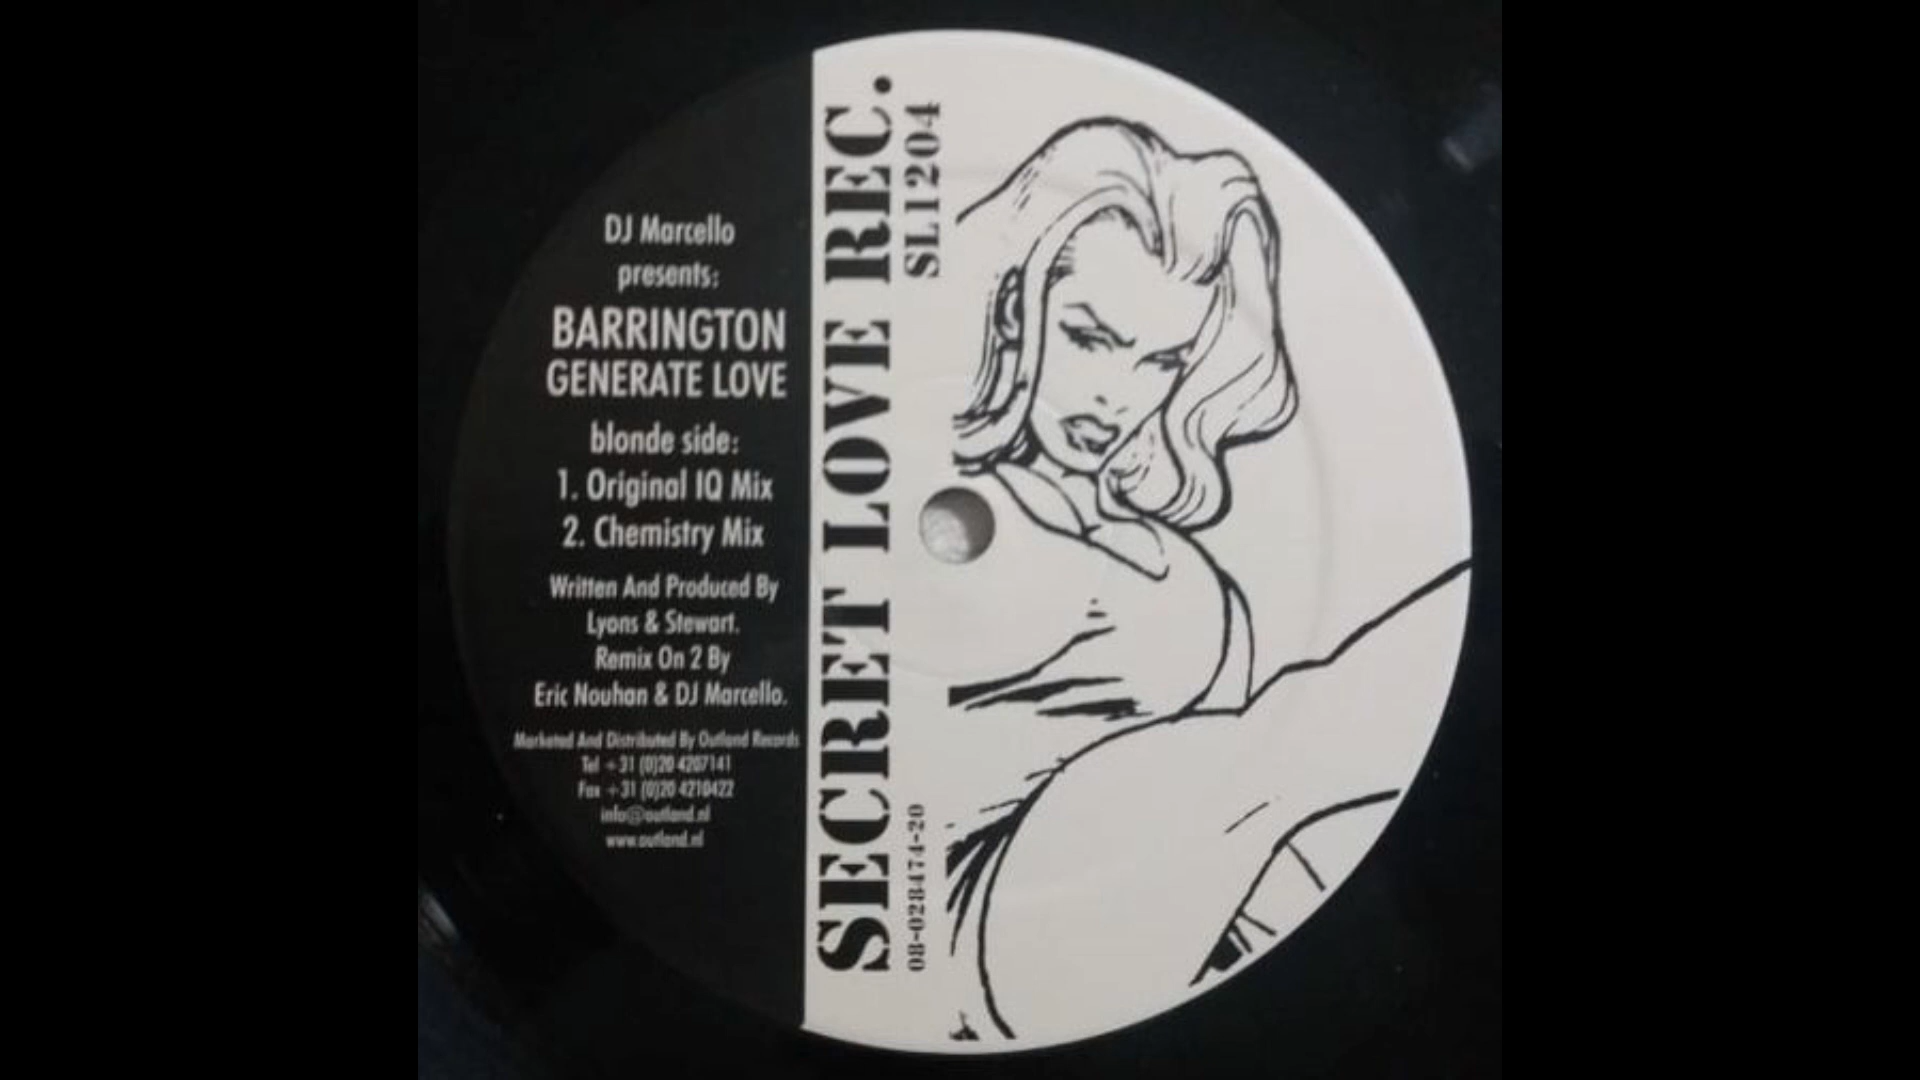 DJ Marcello
presents:
BARRINGTON
GENERATE LOVE
blonde side:
1. Original IQ Mix
2. Chemistry Mix
Written And Produced By
Lyons & Stewart.
Remix On 2 By
Eric Nouhan & DJ Marcello.
Marketed And Distributed By Outland Records
Tel +31 (0)20 4207141
Fax +31 (0)20 4210422
info@outland.nl
www.outland.nl
SECRET LOVE REC.
SL1204
08-028474-20